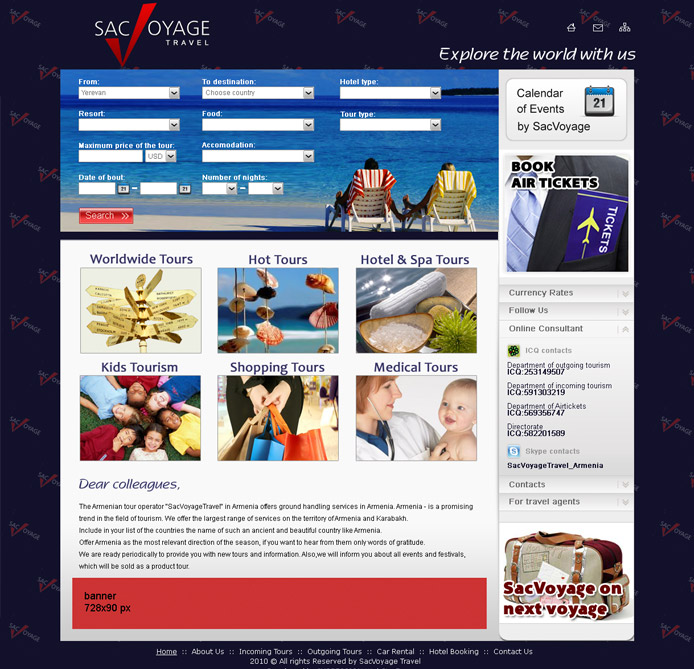 SAC VOYAGE
TRAVEL
Explore the world with us
From:
To destination:
Hotel type:
Yerevan
Choose country
Resort:
Food:
Tour type:
Maximum price of the tour:
Accomodation:
USD
Date of bout:
Number of nights:
21
21
Search »
Calendar
of Events
by SacVoyage
21
BOOK
AIR TICKETS
TICKETS
Worldwide Tours
Hot Tours
Hotel & Spa Tours
Kids Tourism
Shopping Tours
Medical Tours
Currency Rates
Follow Us
Online Consultant
ICQ contacts
Department of outgoing tourism
ICQ:253149507
Department of incoming tourism
ICQ:591303219
Department of Airtickets
ICQ:569356747
Directorate
ICQ:582201589
Skype contacts
SacVoyageTravel_Armenia
Contacts
For travel agents
SacVoyage on
next voyage
Dear colleagues,
The Armenian tour operator "SacVoyageTravel" in Armenia offers ground handling services in Armenia. Armenia - is a promising
trend in the field of tourism. We offer the largest range of services on the territory of Armenia and Karabakh.
Include in your list of the countries the name of such an ancient and beautiful country like Armenia.
Offer Armenia as the most relevant direction of the season, if you want to hear from them only words of gratitude.
We are ready periodically to provide you with new tours and information. Also,we will inform you about all events and festivals,
which will be sold as a product tour.
banner
728x90 px
Home :: About Us :: Incoming Tours :: Outgoing Tours :: Car Rental :: Hotel Booking :: Contact Us
2010 © All rights Reserved by SacVoyage Travel